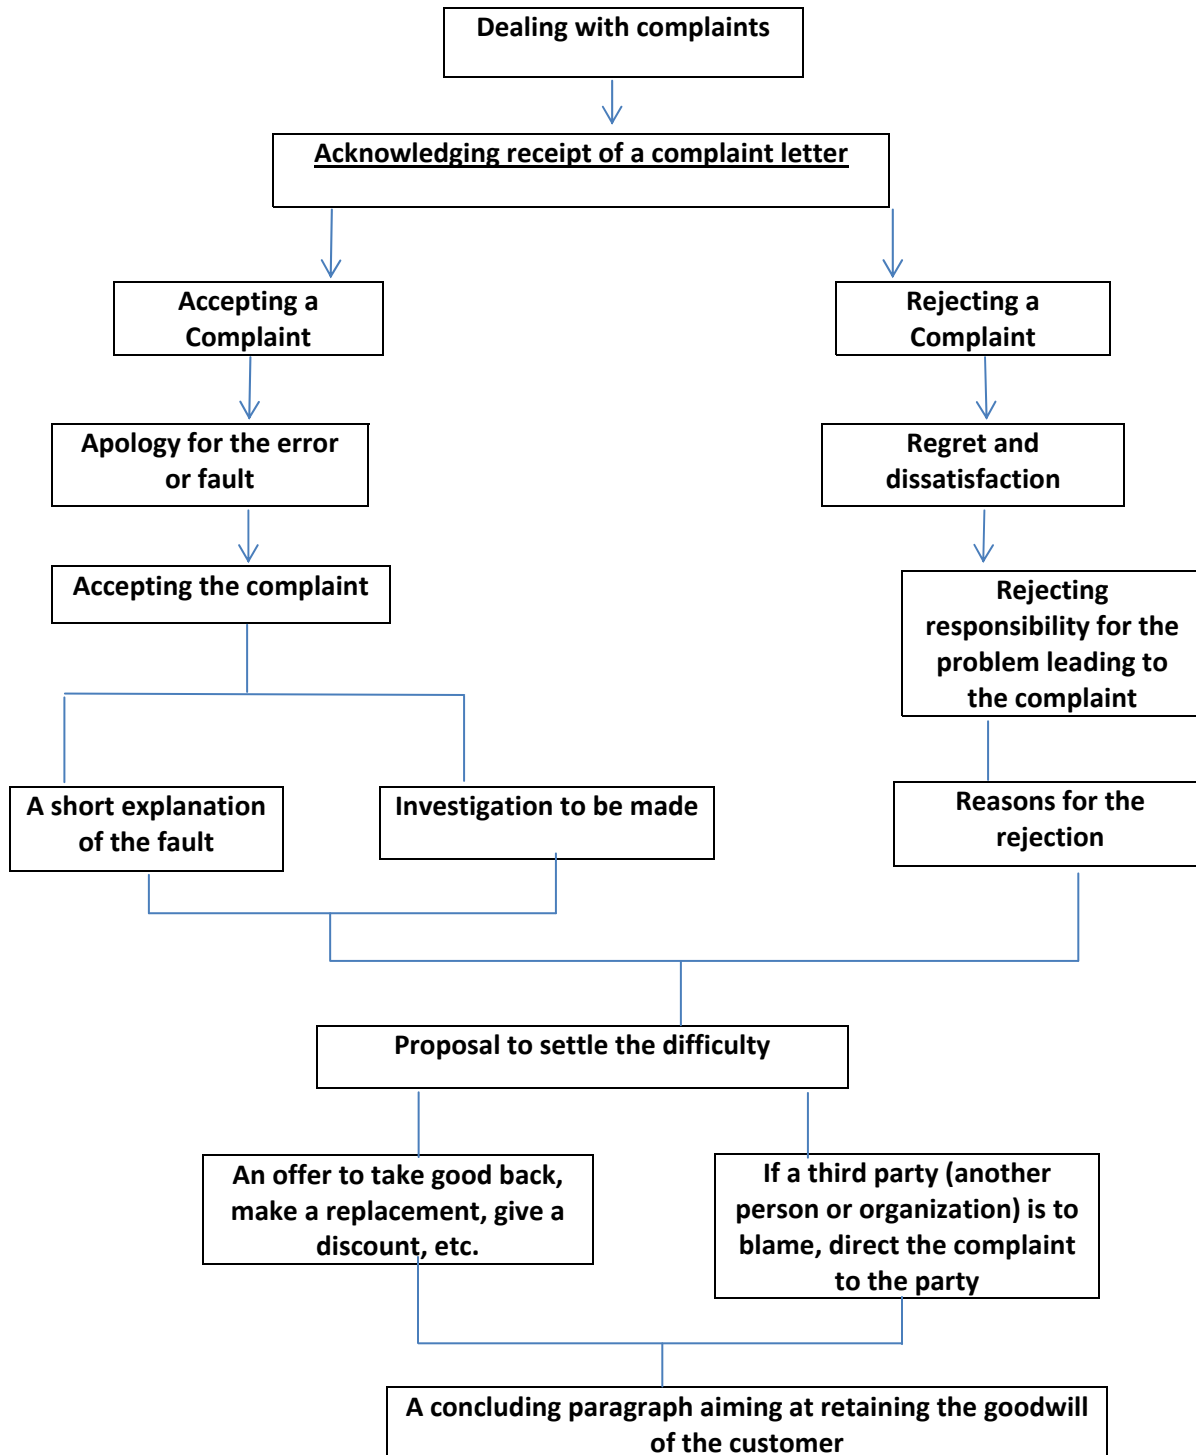 Dealing with complaints
Acknowledging receipt of a complaint letter
Accepting a
Complaint
Rejecting a
Complaint
Apology for the error
or fault
Regret and
dissatisfaction
Accepting the complaint
Rejecting
responsibility for the
problem leading to
the complaint
A short explanation
of the fault
Investigation to be made
Reasons for the
rejection
Proposal to settle the difficulty
An offer to take good back,
make a replacement, give a
discount, etc.
If a third party (another
person or organization) is to
blame, direct the complaint
to the party
A concluding paragraph aiming at retaining the goodwill
of the customer